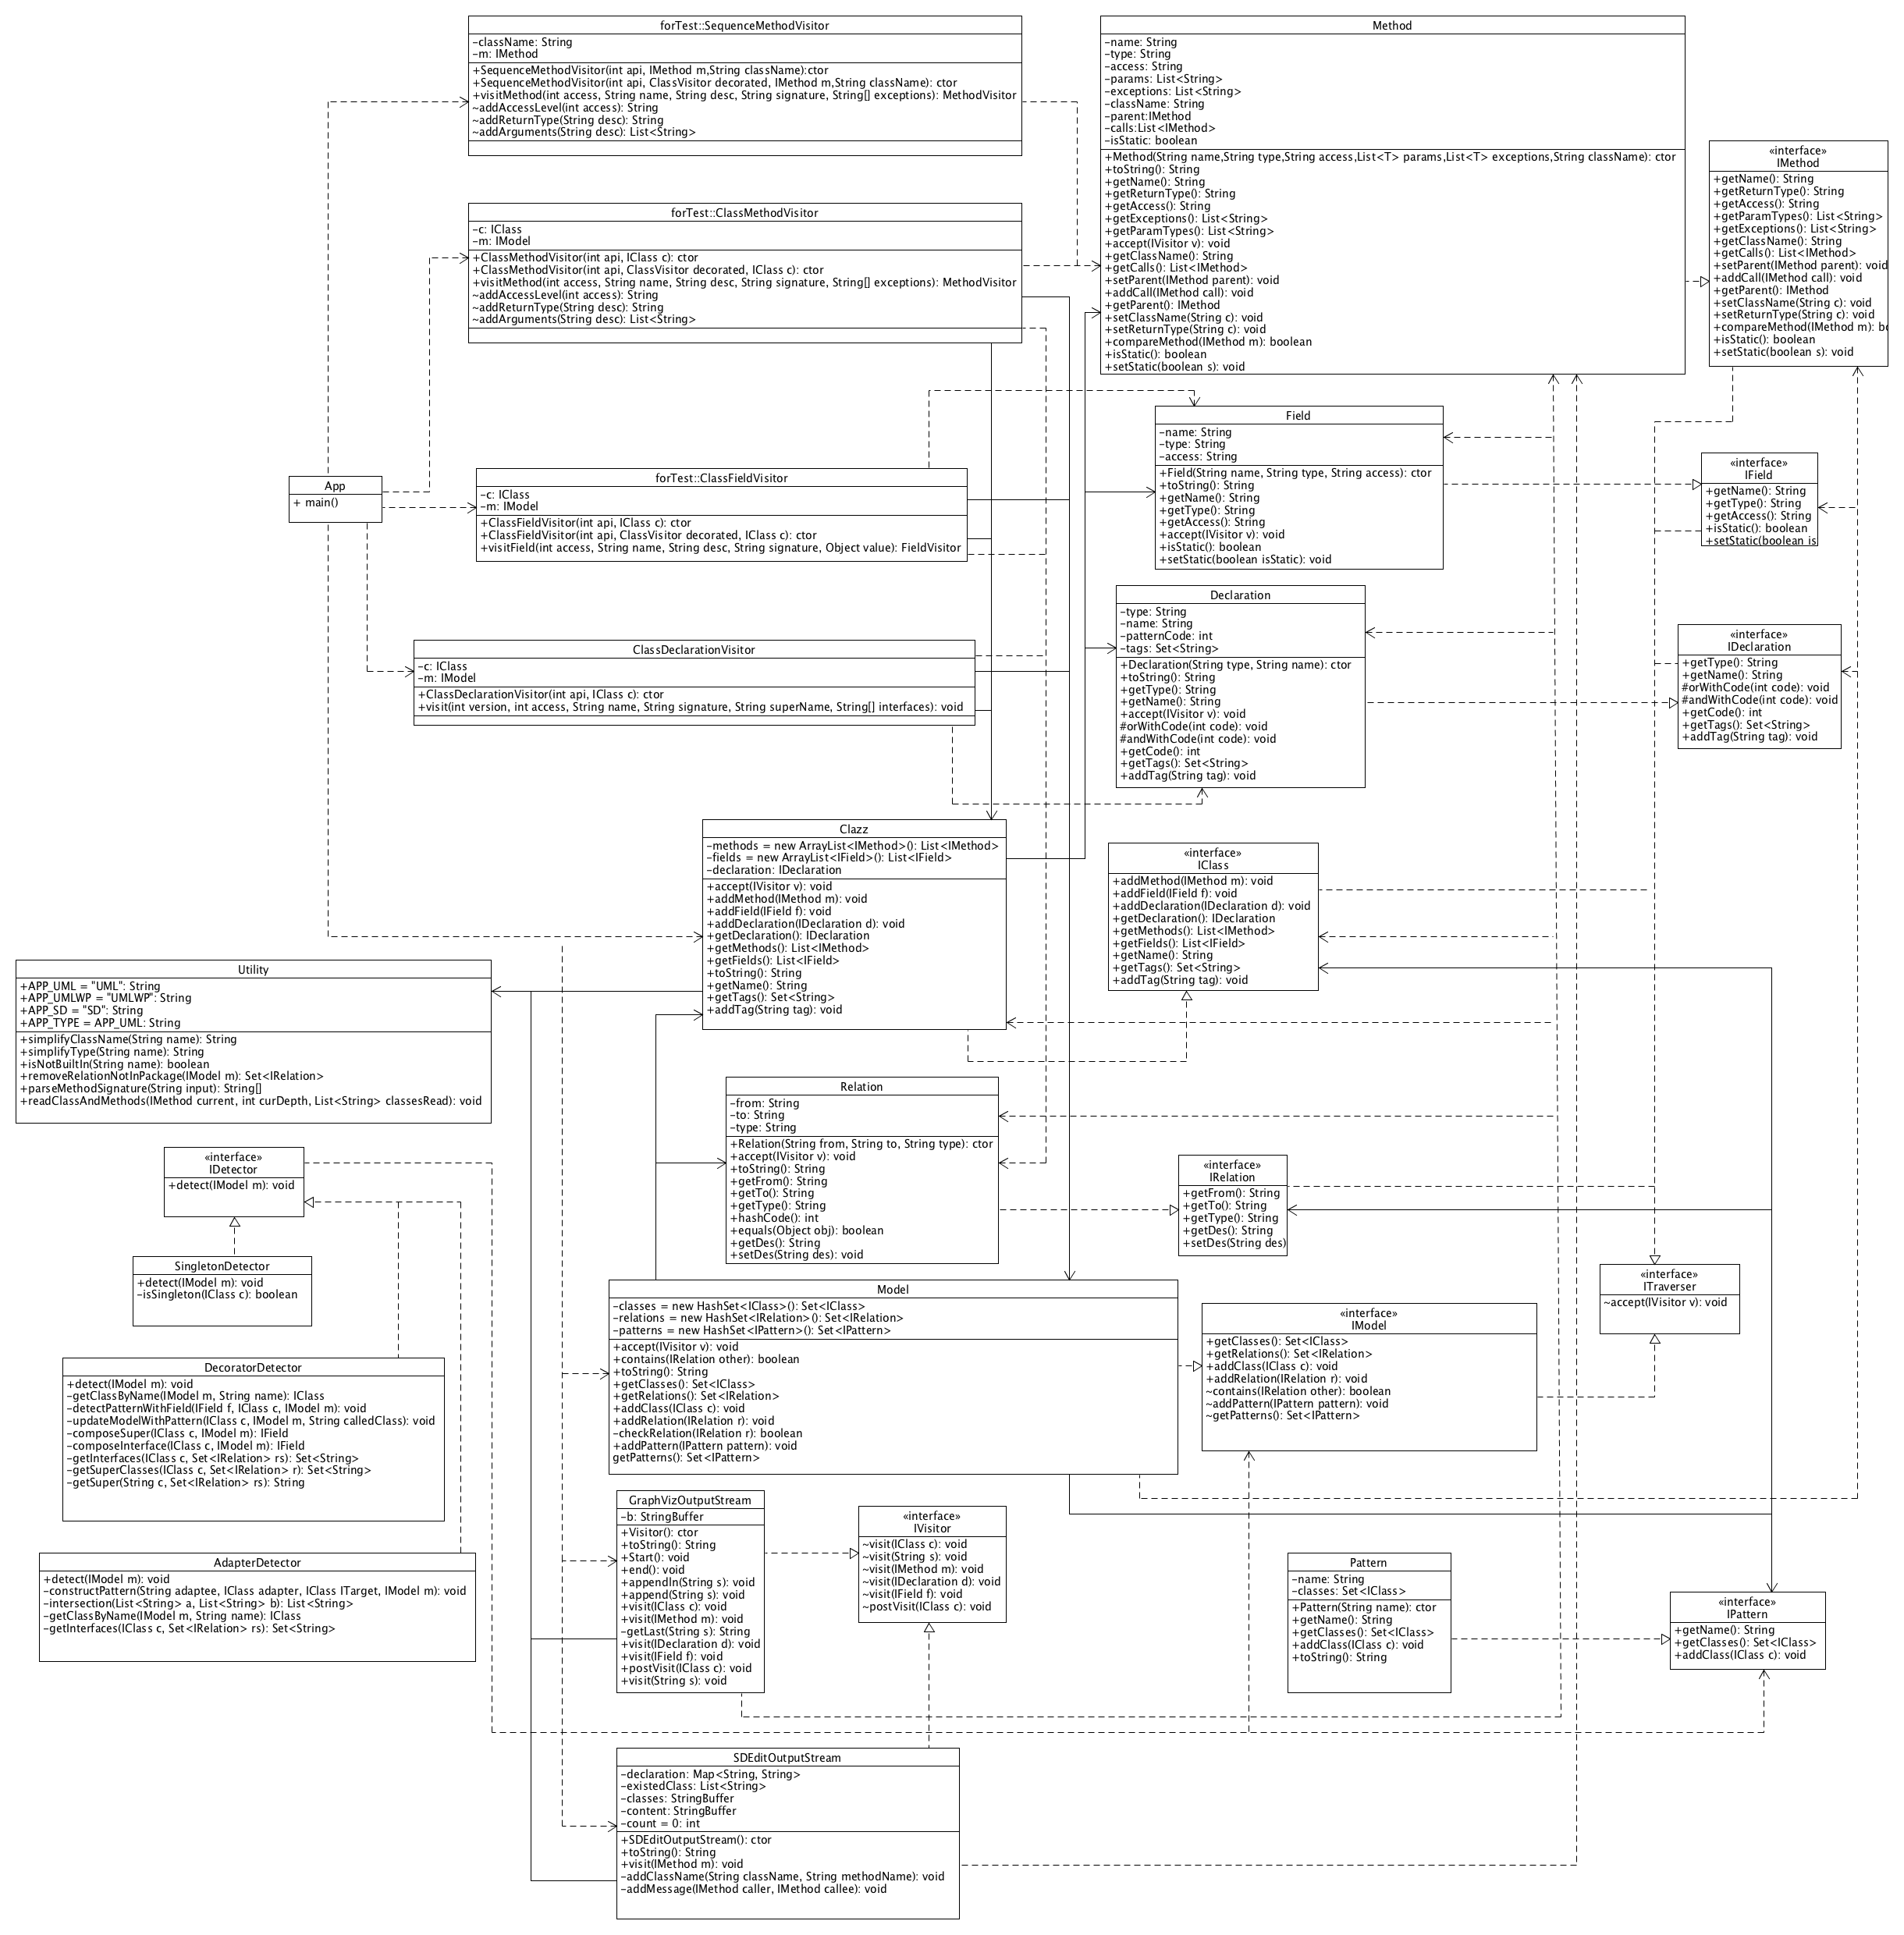 forTest::SequenceMethodVisitor
-className: String
-m: IMethod
+SequenceMethodVisitor(int api, IMethod m,String className):ctor
+SequenceMethodVisitor(int api, ClassVisitor decorated, IMethod m,String className): ctor
+visitMethod(int access, String name, String desc, String signature, String[] exceptions): MethodVisitor
~addAccessLevel(int access): String
~addReturnType(String desc): String
~addArguments(String desc): List<String>
Method
-name: String
-type: String
-access: String
-params: List<String>
-exceptions: List<String>
-className: String
-parent:IMethod
-calls:List<IMethod>
-isStatic: boolean
+Method(String name,String type,String access,List<T> params,List<T> exceptions,String className): ctor
+toString(): String
+getName(): String
+getReturnType(): String
+getAccess(): String
+getExceptions(): List<String>
+getParamTypes(): List<String>
+accept(IVisitor v): void
+getClassName(): String
+getCalls(): List<IMethod>
+setParent(IMethod parent): void
+addCall(IMethod call): void
+getParent(): IMethod
+setClassName(String c): void
+setReturnType(String c): void
+compareMethod(IMethod m): boolean
+isStatic(): boolean
+setStatic(boolean s): void
«interface»
IMethod
+getName(): String
+getReturnType(): String
+getAccess(): String
+getParamTypes(): List<String>
+getExceptions(): List<String>
+getClassName(): String
+getCalls(): List<IMethod>
+setParent(IMethod parent): void
+addCall(IMethod call): void
+getParent(): IMethod
+setClassName(String c): void
+setReturnType(String c): void
+compareMethod(IMethod m): b
+isStatic(): boolean
+setStatic(boolean s): void
forTest::ClassMethodVisitor
-c: IClass
-m: IModel
+ClassMethodVisitor(int api, IClass c): ctor
+ClassMethodVisitor(int api, ClassVisitor decorated, IClass c): ctor
+visitMethod(int access, String name, String desc, String signature, String[] exceptions): MethodVisitor
~addAccessLevel(int access): String
~addReturnType(String desc): String
~addArguments(String desc): List<String>
Field
-name: String
-type: String
-access: String
+Field(String name, String type, String access): ctor
+toString(): String
+getName(): String
+getType(): String
+getAccess(): String
+accept(IVisitor v): void
+isStatic(): boolean
+setStatic(boolean isStatic): void
«interface»
IField
+getName(): String
+getType(): String
+getAccess(): String
+isStatic(): boolean
+setStatic(boolean is
App
+ main()
forTest::ClassFieldVisitor
-c: IClass
-m: IModel
+ClassFieldVisitor(int api, IClass c): ctor
+ClassFieldVisitor(int api, ClassVisitor decorated, IClass c): ctor
+visitField(int access, String name, String desc, String signature, Object value): FieldVisitor
Declaration
-type: String
-name: String
-patternCode: int
-tags: Set<String>
+Declaration(String type, String name): ctor
+toString(): String
+getType(): String
+getName(): String
+accept(IVisitor v): void
#orWithCode(int code): void
#andWithCode(int code): void
+getCode(): int
+getTags(): Set<String>
+addTag(String tag): void
«interface»
IDeclaration
+getType(): String
+getName(): String
#orWithCode(int code): void
#andWithCode(int code): void
+getCode(): int
+getTags(): Set<String>
+addTag(String tag): void
ClassDeclarationVisitor
-c: IClass
-m: IModel
+ClassDeclarationVisitor(int api, IClass c): ctor
+visit(int version, int access, String name, String signature, String superName, String[] interfaces): void
Clazz
-methods = new ArrayList<IMethod>(): List<IMethod>
-fields = new ArrayList<IField>(): List<IField>
-declaration: IDeclaration
+accept(IVisitor v): void
+addMethod(IMethod m): void
+addField(IField f): void
+addDeclaration(IDeclaration d): void
+getDeclaration(): IDeclaration
+getMethods(): List<IMethod>
+getFields(): List<IField>
+toString(): String
+getName(): String
+getTags(): Set<String>
+addTag(String tag): void
«interface»
IClass
+addMethod(IMethod m): void
+addField(IField f): void
+addDeclaration(IDeclaration d): void
+getDeclaration(): IDeclaration
+getMethods(): List<IMethod>
+getFields(): List<IField>
+getName(): String
+getTags(): Set<String>
+addTag(String tag): void
Utility
+APP_UML = "UML": String
+APP_UMLWP = "UMLWP": String
+APP_SD = "SD": String
+APP_TYPE = APP_UML: String
+simplifyClassName(String name): String
+simplifyType(String name): String
+isNotBuiltIn(String name): boolean
+removeRelationNotInPackage(IModel m): Set<IRelation>
+parseMethodSignature(String input): String[]
+readClassAndMethods(IMethod current, int curDepth, List<String> classesRead): void
Relation
-from: String
-to: String
-type: String
+Relation(String from, String to, String type): ctor
+accept(IVisitor v): void
+toString(): String
+getFrom(): String
+getTo(): String
+getType(): String
+hashCode(): int
+equals(Object obj): boolean
+getDes(): String
+setDes(String des): void
«interface»
IRelation
+getFrom(): String
+getTo(): String
+getType(): String
+getDes(): String
+setDes(String des)
«interface»
IDetector
+detect(IModel m): void
SingletonDetector
+detect(IModel m): void
-isSingleton(IClass c): boolean
«interface»
ITraverser
~accept(IVisitor v): void
Model
-classes = new HashSet<IClass>(): Set<IClass>
-relations = new HashSet<IRelation>(): Set<IRelation>
-patterns = new HashSet<IPattern>(): Set<IPattern>
+accept(IVisitor v): void
+contains(IRelation other): boolean
+toString(): String
+getClasses(): Set<IClass>
+getRelations(): Set<IRelation>
+addClass(IClass c): void
+addRelation(IRelation r): void
-checkRelation(IRelation r): boolean
+addPattern(IPattern pattern): void
getPatterns(): Set<IPattern>
«interface»
IModel
+getClasses(): Set<IClass>
+getRelations(): Set<IRelation>
+addClass(IClass c): void
+addRelation(IRelation r): void
~contains(IRelation other): boolean
~addPattern(IPattern pattern): void
~getPatterns(): Set<IPattern>
DecoratorDetector
+detect(IModel m): void
-getClassByName(IModel m, String name): IClass
-detectPatternWithField(IField f, IClass c, IModel m): void
-updateModelWithPattern(IClass c, IModel m, String calledClass): void
-composeSuper(IClass c, IModel m): IField
-composeInterface(IClass c, IModel m): IField
-getInterfaces(IClass c, Set<IRelation> rs): Set<String>
-getSuperClasses(IClass c, Set<IRelation> r): Set<String>
-getSuper(String c, Set<IRelation> rs): String
GraphVizOutputStream
-b: StringBuffer
+Visitor(): ctor
+toString(): String
+Start(): void
+end(): void
+appendln(String s): void
+append(String s): void
+visit(IClass c): void
+visit(IMethod m): void
-getLast(String s): String
+visit(IDeclaration d): void
+visit(IField f): void
+postVisit(IClass c): void
+visit(String s): void
«interface»
IVisitor
~visit(IClass c): void
~visit(String s): void
~visit(IMethod m): void
~visit(IDeclaration d): void
~visit(IField f): void
~postVisit(IClass c): void
AdapterDetector
+detect(IModel m): void
-constructPattern(String adaptee, IClass adapter, IClass ITarget, IModel m): void
-intersection(List<String> a, List<String> b): List<String>
-getClassByName(IModel m, String name): IClass
-getInterfaces(IClass c, Set<IRelation> rs): Set<String>
Pattern
-name: String
-classes: Set<IClass>
+Pattern(String name): ctor
+getName(): String
+getClasses(): Set<IClass>
+addClass(IClass c): void
+toString(): String
«interface»
IPattern
+getName(): String
+getClasses(): Set<IClass>
+addClass(IClass c): void
SDEditOutputStream
-declaration: Map<String, String>
-existedClass: List<String>
-classes: StringBuffer
-content: StringBuffer
-count = 0: int
+SDEditOutputStream(): ctor
+toString(): String
+visit(IMethod m): void
-addClassName(String className, String methodName): void
-addMessage(IMethod caller, IMethod callee): void